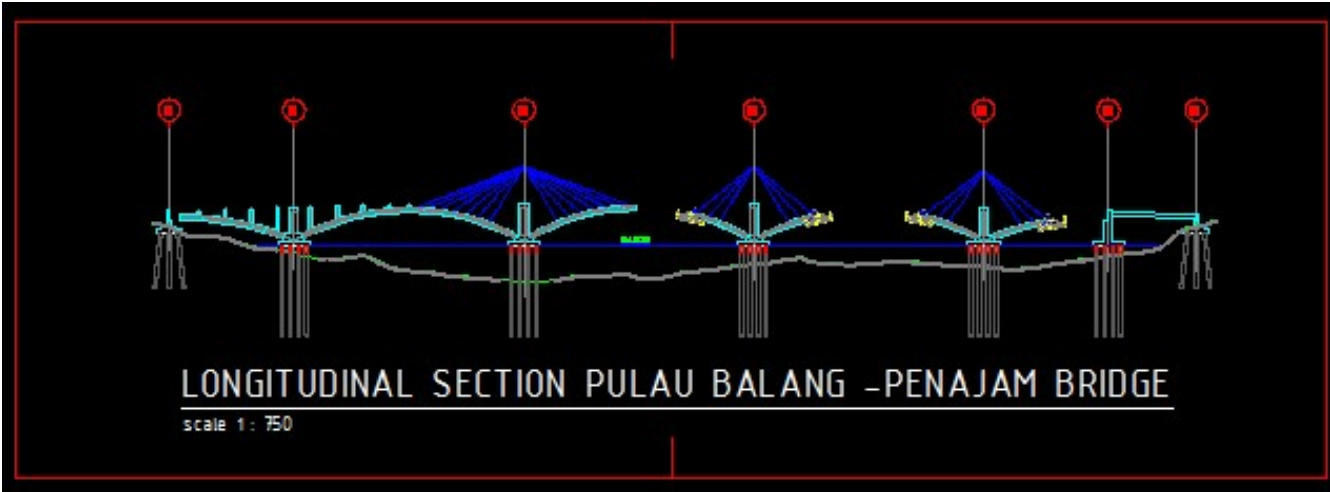 LONGITUDINAL SECTION PULAU BALANG -PENAJAM BRIDGE
scale 1 : 750